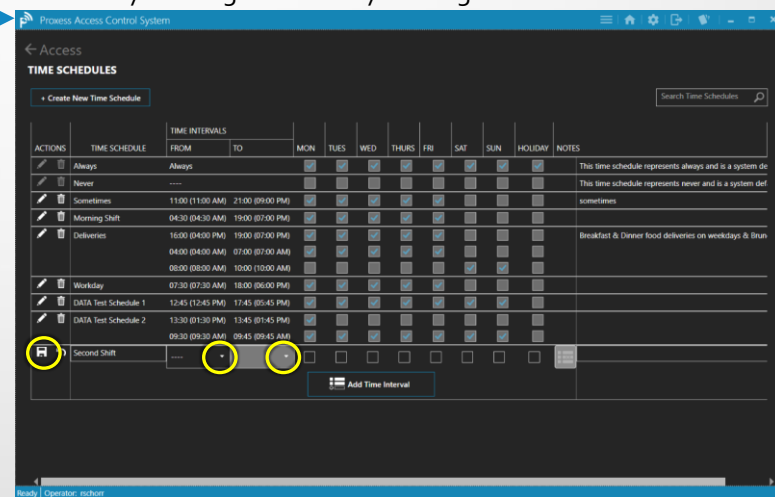 Proxess Access Control System
Access
TIME SCHEDULES
+ Create New Time Schedule
Search Time Schedules
TIME INTERVALS
ACTIONS TIME SCHEDULE FROM TO MON TUES WED THURS FRI SAT SUN HOLIDAY NOTES
Always Always This time schedule represents always and is a system de
Never ---- This time schedule represents never and is a system def
Sometimes 11:00 (11:00 AM) 21:00 (09:00 PM) sometimes
Morning Shift 04:30 (04:30 AM) 19:00 (07:00 PM)
Deliveries 16:00 (04:00 PM) 19:00 (07:00 PM) Breakfast & Dinner food deliveries on weekdays & Brun
04:00 (04:00 AM) 07:00 (07:00 AM)
08:00 (08:00 AM) 10:00 (10:00 AM)
Workday 07:30 (07:30 AM) 18:00 (06:00 PM)
DATA Test Schedule 1 12:45 (12:45 PM) 17:45 (05:45 PM)
DATA Test Schedule 2 13:30 (01:30 PM) 13:45 (01:45 PM)
09:30 (09:30 AM) 09:45 (09:45 AM)
Second Shift ----
Add Time Interval
Ready Operator: rschorr